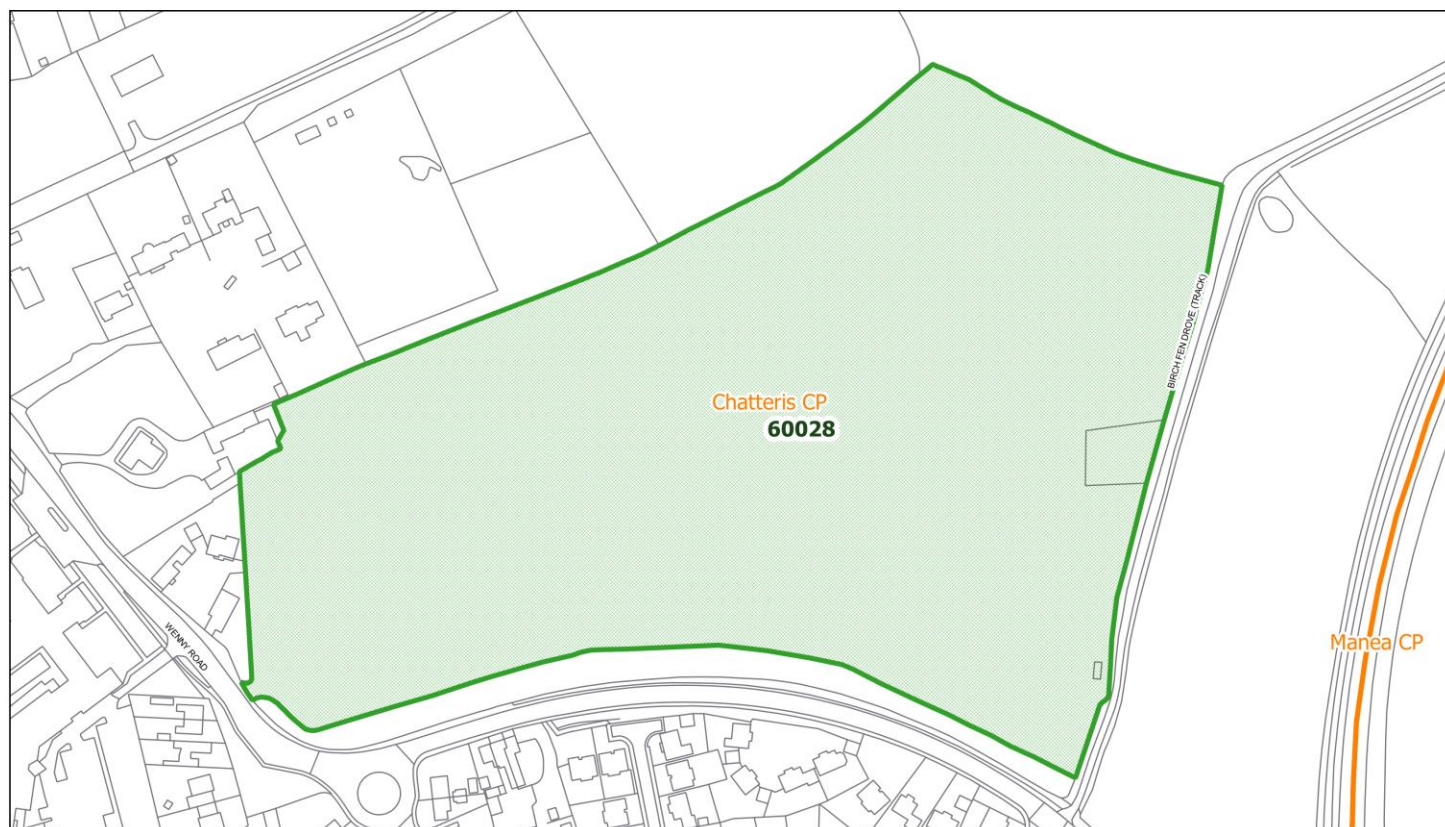 BIRCH FEN DROVE (TRACK)
Chatteris CP
60028
WENNY ROAD
Manea CP